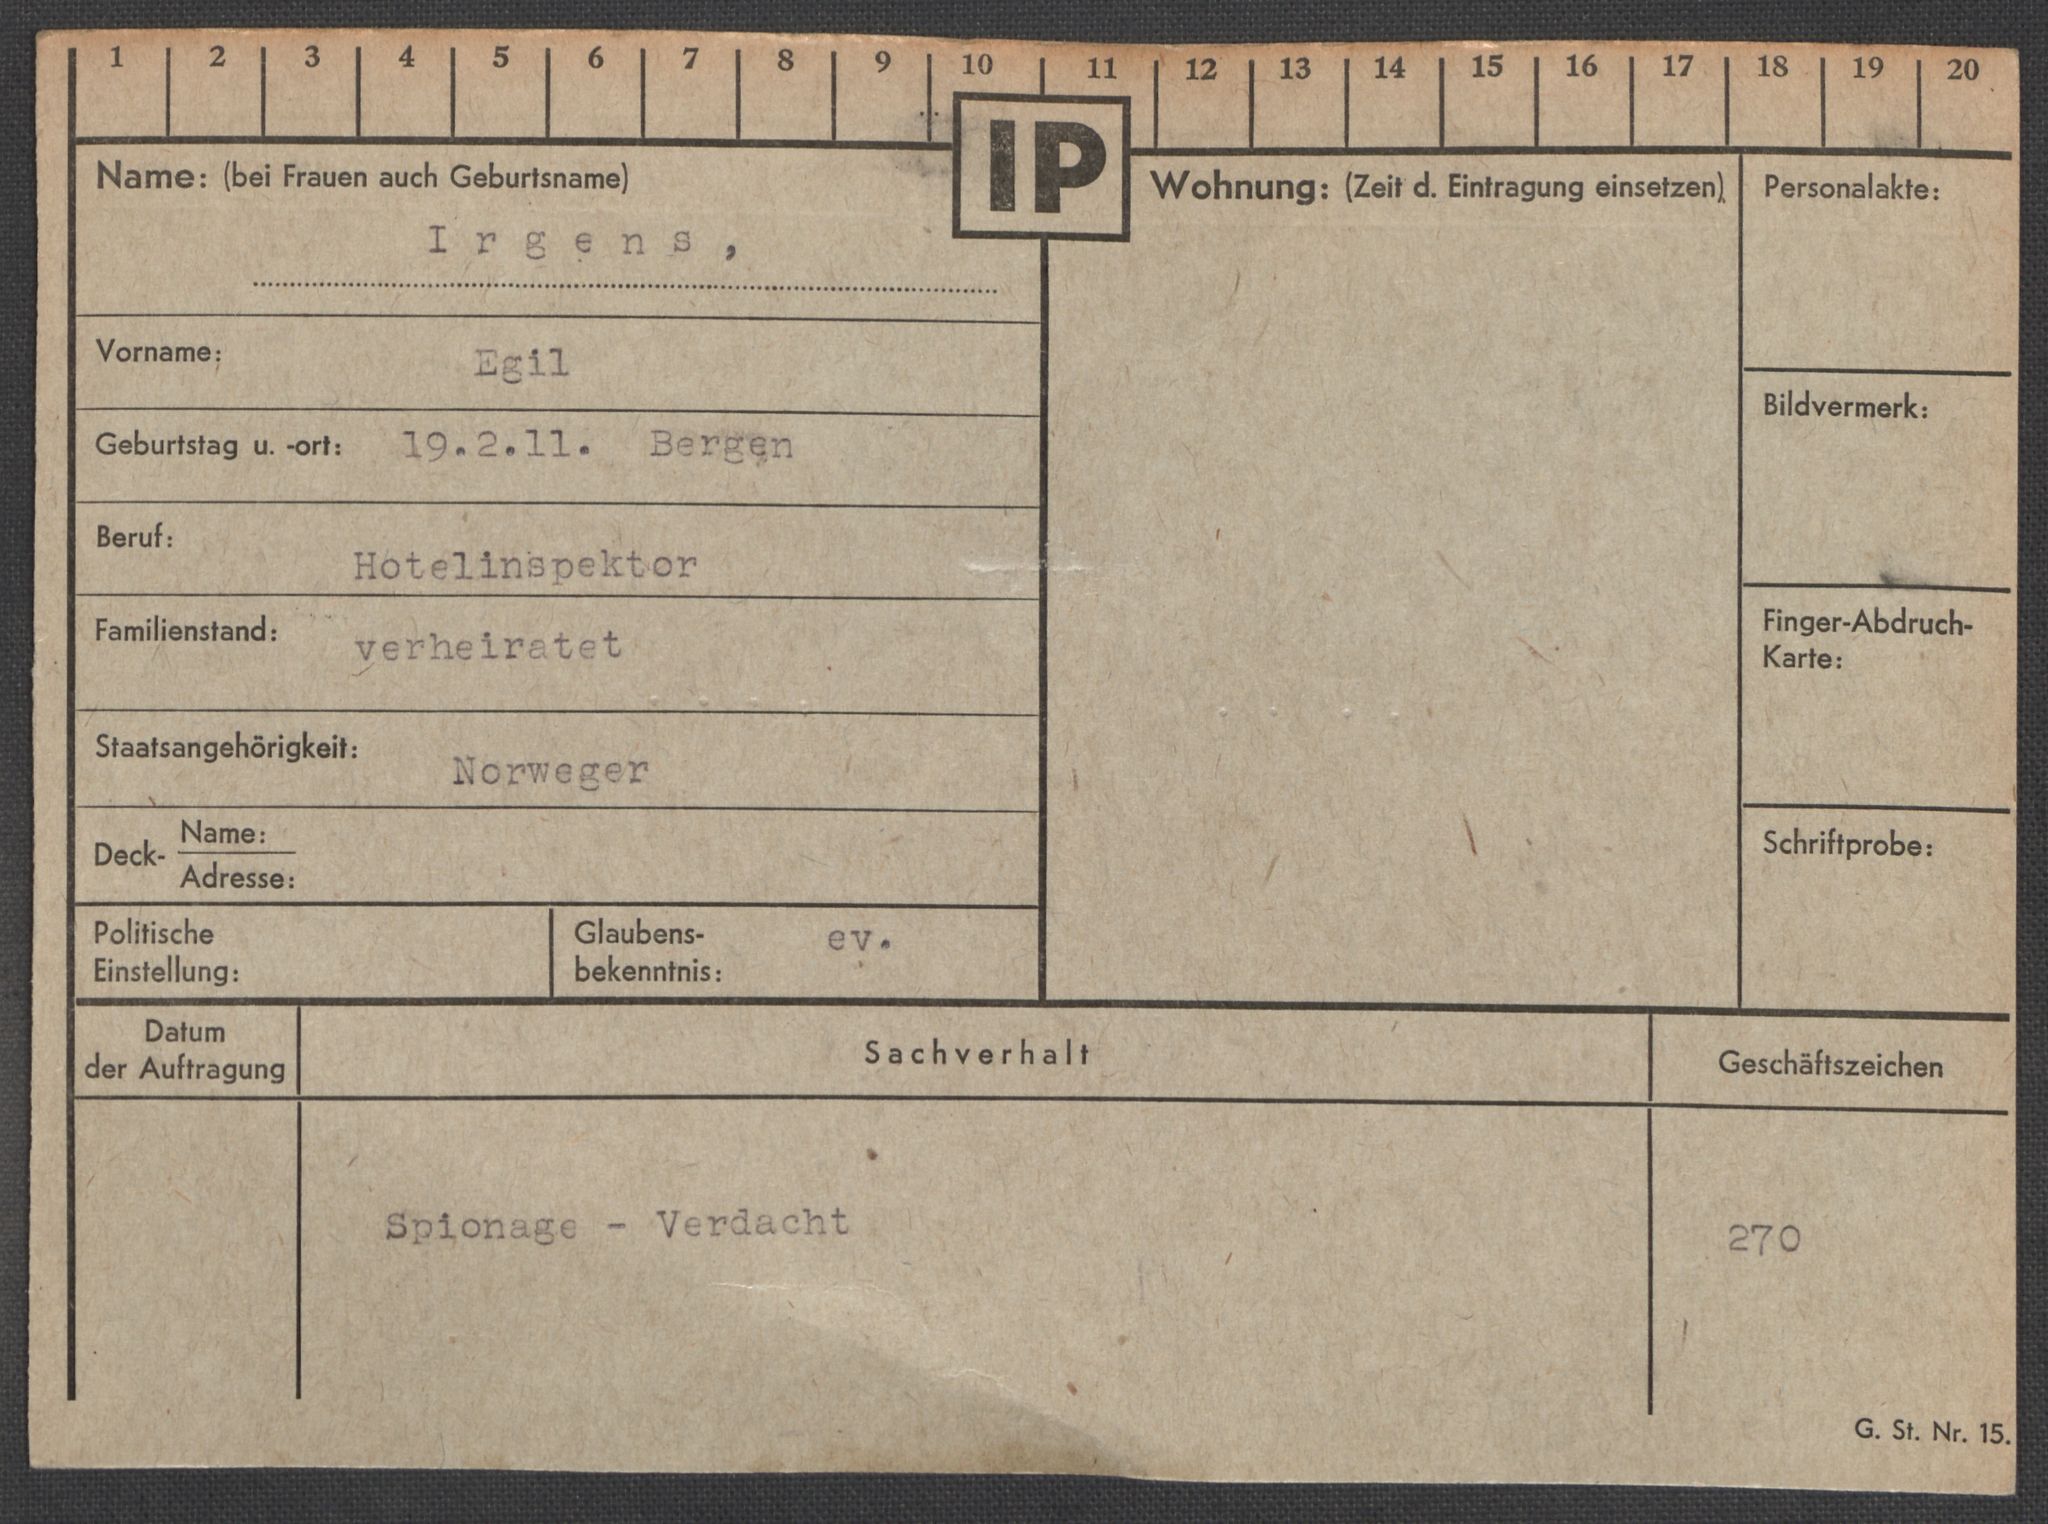 1 2 3 4 5 6 7 8 9 10 11 12 13 14 15 16 17 18 19 20
IP
Name: (bei Frauen auch Geburtsname)
Irgens,
Vorname: Egil
Geburtstag u. -ort: 19.2.11. Bergen
Beruf: Hotelinspektor
Familienstand: verheiratet
Staatsangehörigkeit: Norweger
Deck- Name:
Adresse:
Politische
Einstellung:
Glaubens- ev.
bekenntnis:
Wohnung: (Zeit d. Eintragung einsetzen)
Personalakte:
Bildvermerk:
Finger-Abdruch-
Karte:
Schriftprobe:
Datum
der Auftragung
Sachverhalt
Geschäftszeichen
Spionage - Verdacht
270
G. St. Nr. 15.